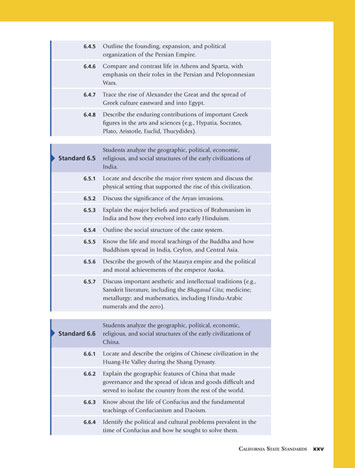 6.4.5 Outline the founding, expansion, and political
organization of the Persian Empire.
6.4.6 Compare and contrast life in Athens and Sparta, with
emphasis on their roles in the Persian and Peloponnesian
Wars.
6.4.7 Trace the rise of Alexander the Great and the spread of
Greek culture eastward and into Egypt.
6.4.8 Describe the enduring contributions of important Greek
figures in the arts and sciences (e.g., Hypatia, Socrates,
Plato, Aristotle, Euclid, Thucydides).
Students analyze the geographic, political, economic,
Standard 6.5 religious, and social structures of the early civilizations of
India.
6.5.1 Locate and describe the major river system and discuss the
physical setting that supported the rise of this civilization.
6.5.2 Discuss the significance of the Aryan invasions.
6.5.3 Explain the major beliefs and practices of Brahmanism in
India and how they evolved into early Hinduism.
6.5.4 Outline the social structure of the caste system.
6.5.5 Know the life and moral teachings of the Buddha and how
Buddhism spread in India, Ceylon, and Central Asia.
6.5.6 Describe the growth of the Maurya empire and the political
and moral achievements of the emperor Asoka.
6.5.7 Discuss important aesthetic and intellectual traditions (e.g.,
Sanskrit literature, including the Bhagavad Gita; medicine;
metallurgy; and mathematics, including Hindu-Arabic
numerals and the zero).
Students analyze the geographic, political, economic,
Standard 6.6 religious, and social structures of the early civilizations of
China.
6.6.1 Locate and describe the origins of Chinese civilization in the
Huang-He Valley during the Shang Dynasty.
6.6.2 Explain the geographic features of China that made
governance and the spread of ideas and goods difficult and
served to isolate the country from the rest of the world.
6.6.3 Know about the life of Confucius and the fundamental
teachings of Confucianism and Daoism.
6.6.4 Identify the political and cultural problems prevalent in the
time of Confucius and how he sought to solve them.
CALIFORNIA STATE STANDARDS xxv